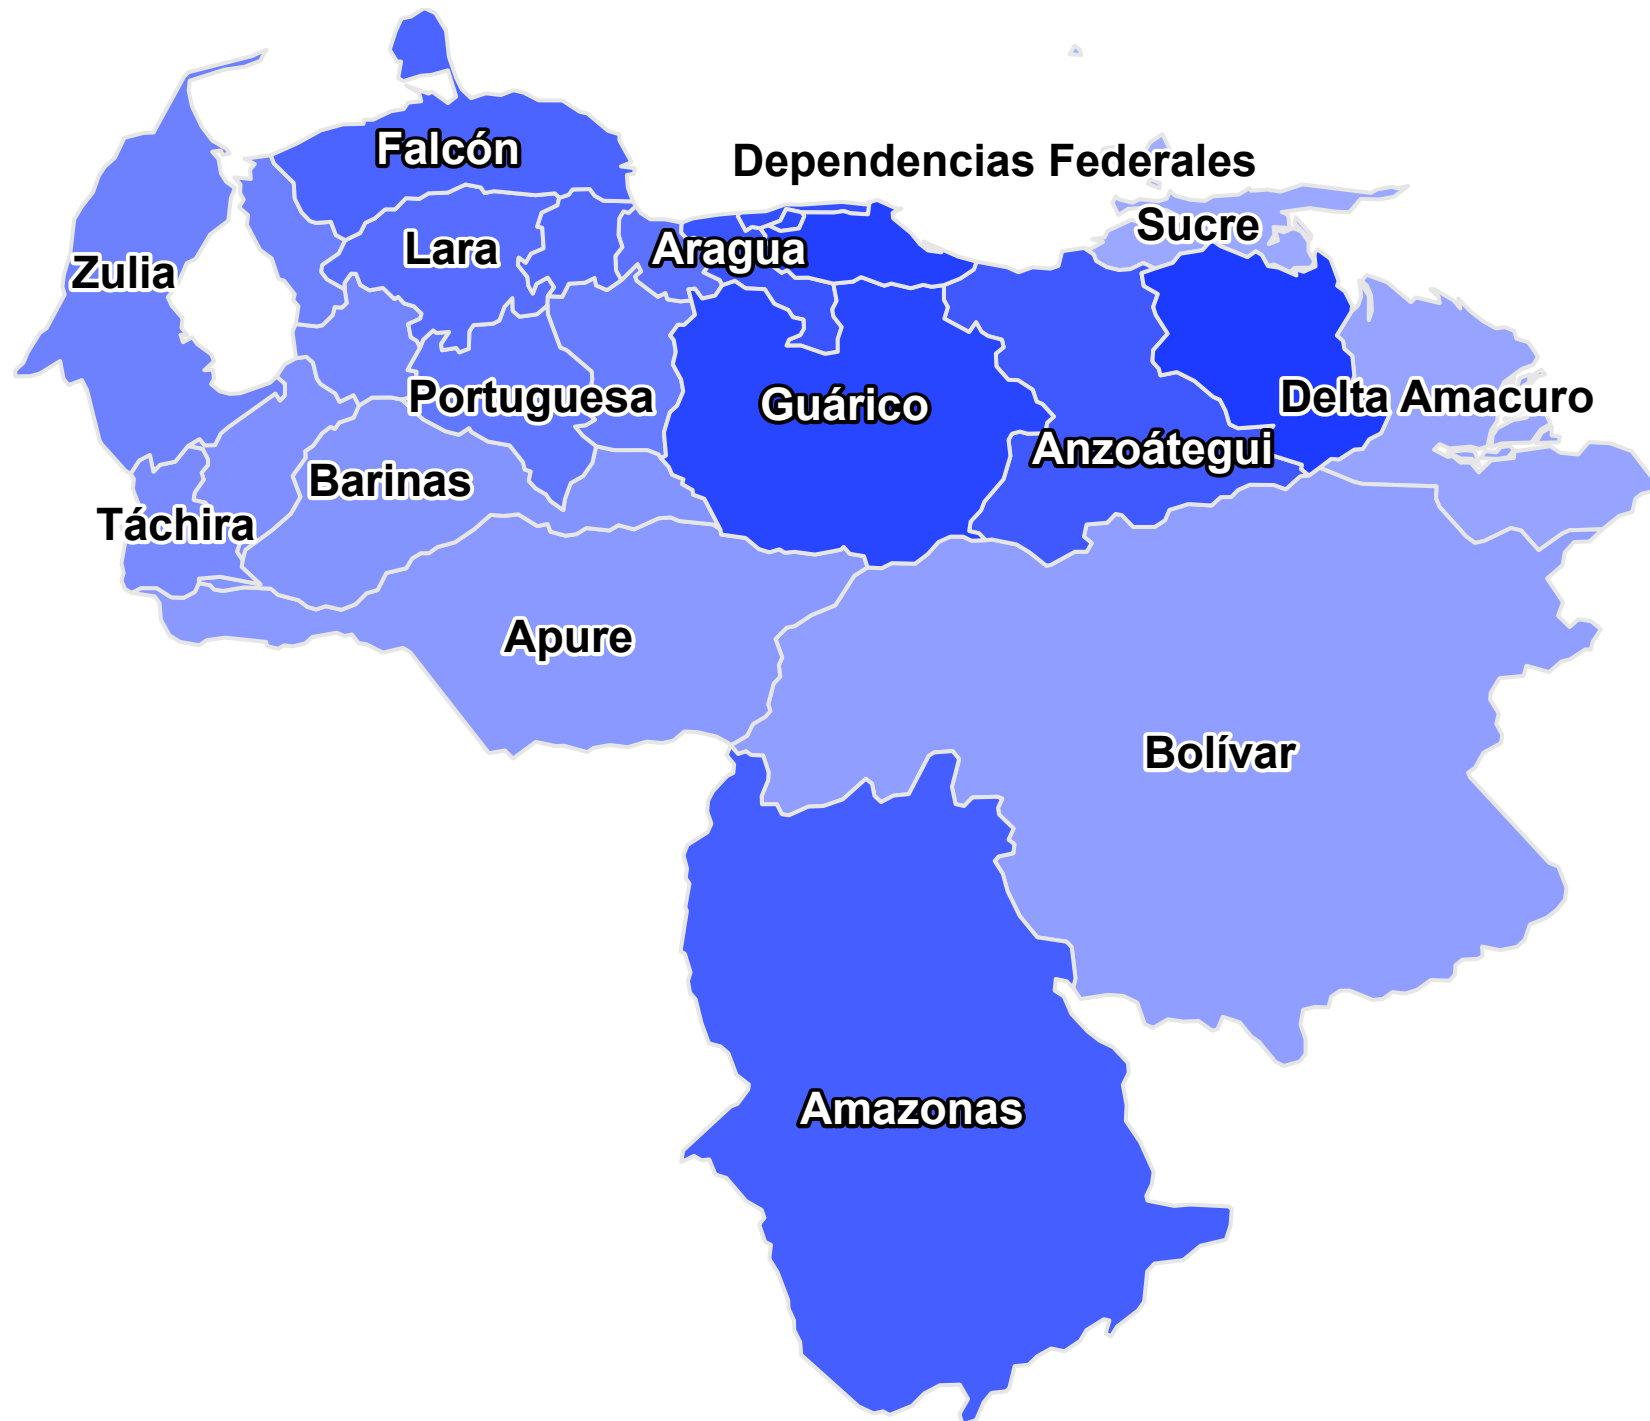 Falcón
Dependencias Federales
Sucre
Lara
Aragua
Zulia
Portuguesa
Guárico
Delta Amacuro
Anzoátegui
Barinas
Táchira
Apure
Bolívar
Amazonas